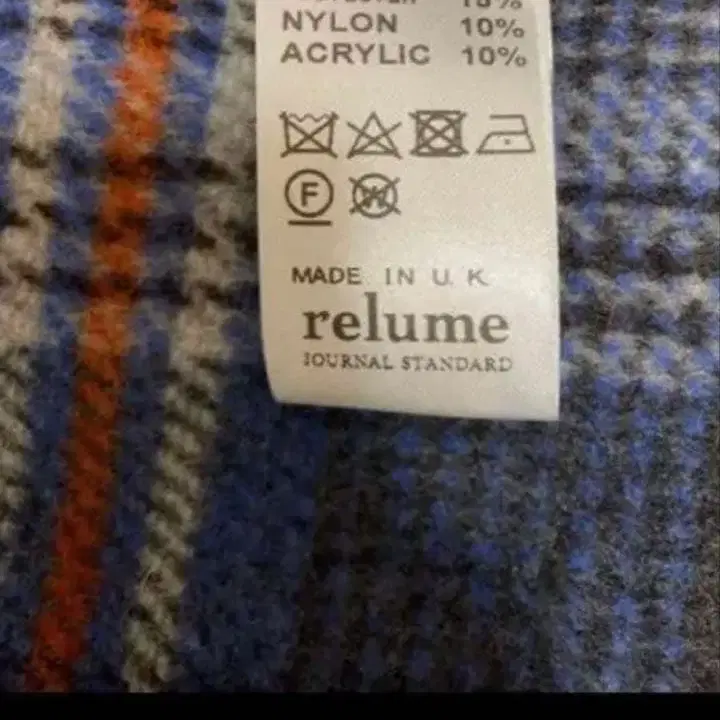 NYLON 10%
ACRYLIC 10%
F W
MADE IN U.K.
relume
JOURNAL STANDARD